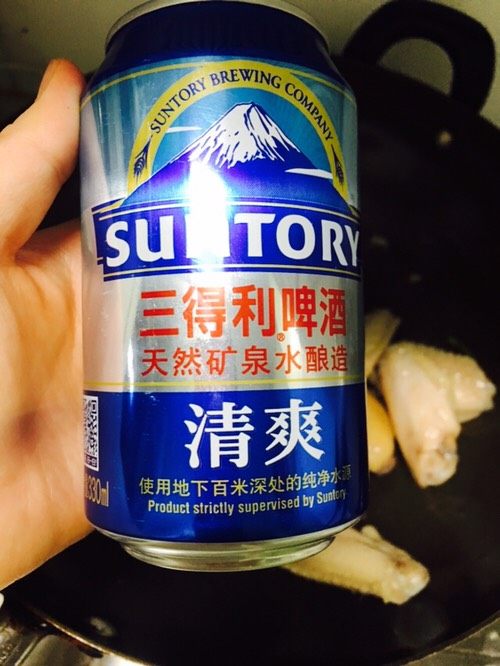 SUNTORY BREWING COMPANY
SUNTORY
三得利啤酒
天然矿泉水酿造
清爽
330ml
使用地下百米深处的纯净水源
Product strictly supervised by Suntory